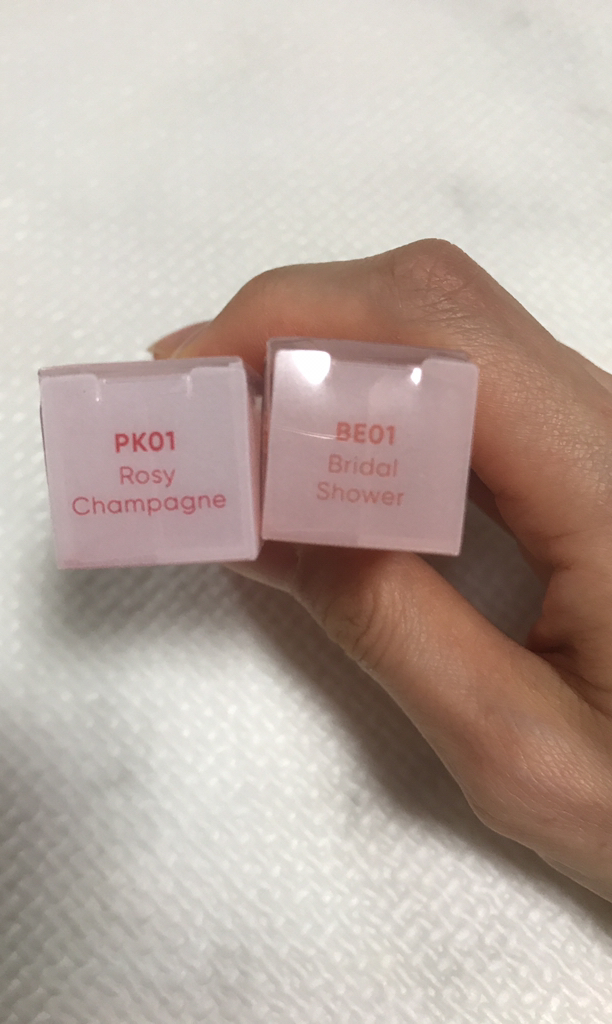 PK01
Rosy
Champagne
BE01
Bridal
Shower